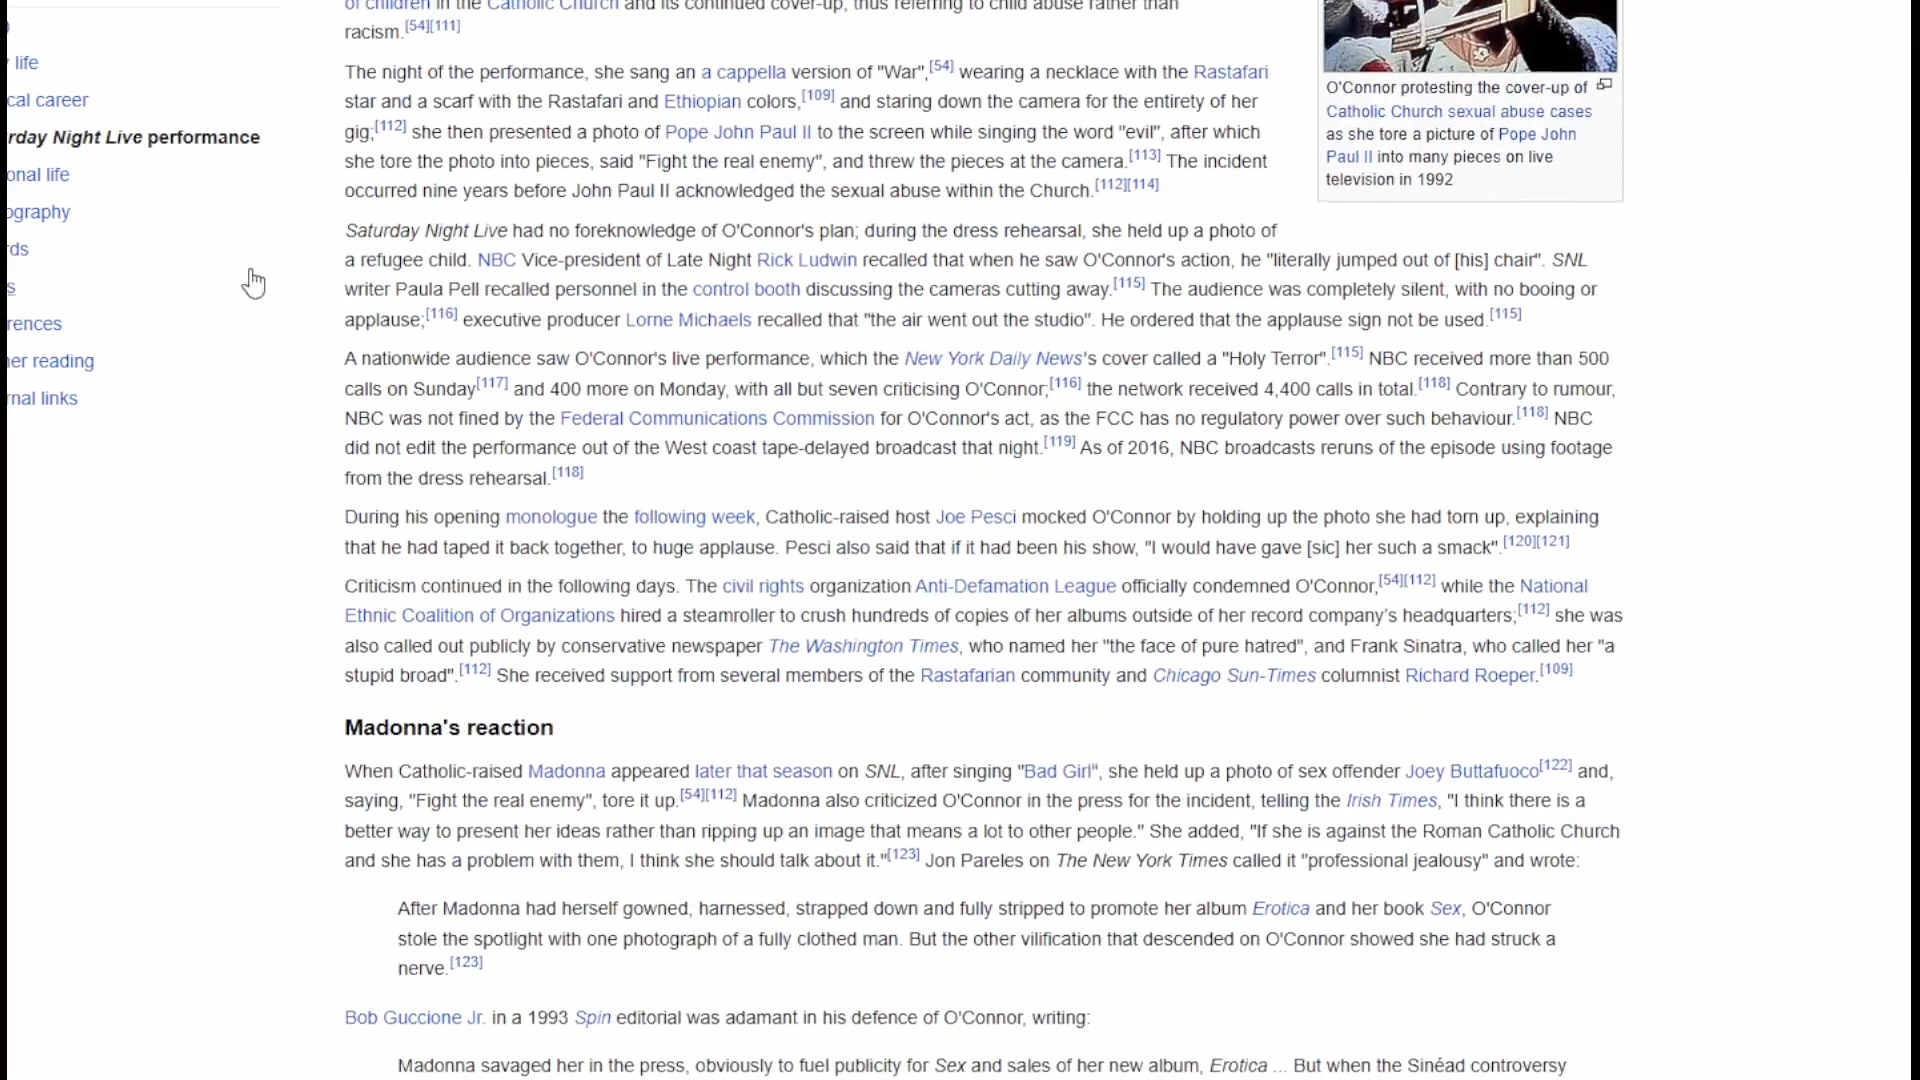 of children in the Catholic Church and its continued cover-up, thus referring to child abuse rather than
racism.[54][111]
The night of the performance, she sang an a cappella version of "War",[54] wearing a necklace with the Rastafari
star and a scarf with the Rastafari and Ethiopian colors,[109] and staring down the camera for the entirety of her
gig;[112] she then presented a photo of Pope John Paul II to the screen while singing the word "evil", after which
she tore the photo into pieces, said "Fight the real enemy", and threw the pieces at the camera.[113] The incident
occurred nine years before John Paul II acknowledged the sexual abuse within the Church.[112][114]
O'Connor protesting the cover-up of
Catholic Church sexual abuse cases
as she tore a picture of Pope John
Paul II into many pieces on live
television in 1992
life
cal career
rday Night Live performance
onal life
ography
rds
s
rences
her reading
rnal links
Saturday Night Live had no foreknowledge of O'Connor's plan; during the dress rehearsal, she held up a photo of
a refugee child. NBC Vice-president of Late Night Rick Ludwin recalled that when he saw O'Connor's action, he "literally jumped out of [his] chair". SNL
writer Paula Pell recalled personnel in the control booth discussing the cameras cutting away.[115] The audience was completely silent, with no booing or
applause;[116] executive producer Lorne Michaels recalled that "the air went out the studio". He ordered that the applause sign not be used.[115]
A nationwide audience saw O'Connor's live performance, which the New York Daily News's cover called a "Holy Terror".[115] NBC received more than 500
calls on Sunday[117] and 400 more on Monday, with all but seven criticising O'Connor;[116] the network received 4,400 calls in total.[118] Contrary to rumour,
NBC was not fined by the Federal Communications Commission for O'Connor's act, as the FCC has no regulatory power over such behaviour.[118] NBC
did not edit the performance out of the West coast tape-delayed broadcast that night.[119] As of 2016, NBC broadcasts reruns of the episode using footage
from the dress rehearsal.[118]
During his opening monologue the following week, Catholic-raised host Joe Pesci mocked O'Connor by holding up the photo she had torn up, explaining
that he had taped it back together, to huge applause. Pesci also said that if it had been his show, "I would have gave [sic] her such a smack".[120][121]
Criticism continued in the following days. The civil rights organization Anti-Defamation League officially condemned O'Connor,[54][112] while the National
Ethnic Coalition of Organizations hired a steamroller to crush hundreds of copies of her albums outside of her record company's headquarters;[112] she was
also called out publicly by conservative newspaper The Washington Times, who named her "the face of pure hatred", and Frank Sinatra, who called her "a
stupid broad".[112] She received support from several members of the Rastafarian community and Chicago Sun-Times columnist Richard Roeper.[109]
Madonna's reaction
When Catholic-raised Madonna appeared later that season on SNL, after singing "Bad Girl", she held up a photo of sex offender Joey Buttafuoco[122] and,
saying, "Fight the real enemy", tore it up.[54][112] Madonna also criticized O'Connor in the press for the incident, telling the Irish Times, "I think there is a
better way to present her ideas rather than ripping up an image that means a lot to other people." She added, "If she is against the Roman Catholic Church
and she has a problem with them, I think she should talk about it."[123] Jon Pareles on The New York Times called it "professional jealousy" and wrote:
After Madonna had herself gowned, harnessed, strapped down and fully stripped to promote her album Erotica and her book Sex, O'Connor
stole the spotlight with one photograph of a fully clothed man. But the other vilification that descended on O'Connor showed she had struck a
nerve.[123]
Bob Guccione Jr. in a 1993 Spin editorial was adamant in his defence of O'Connor, writing:
Madonna savaged her in the press, obviously to fuel publicity for Sex and sales of her new album, Erotica ... But when the Sinéad controversy